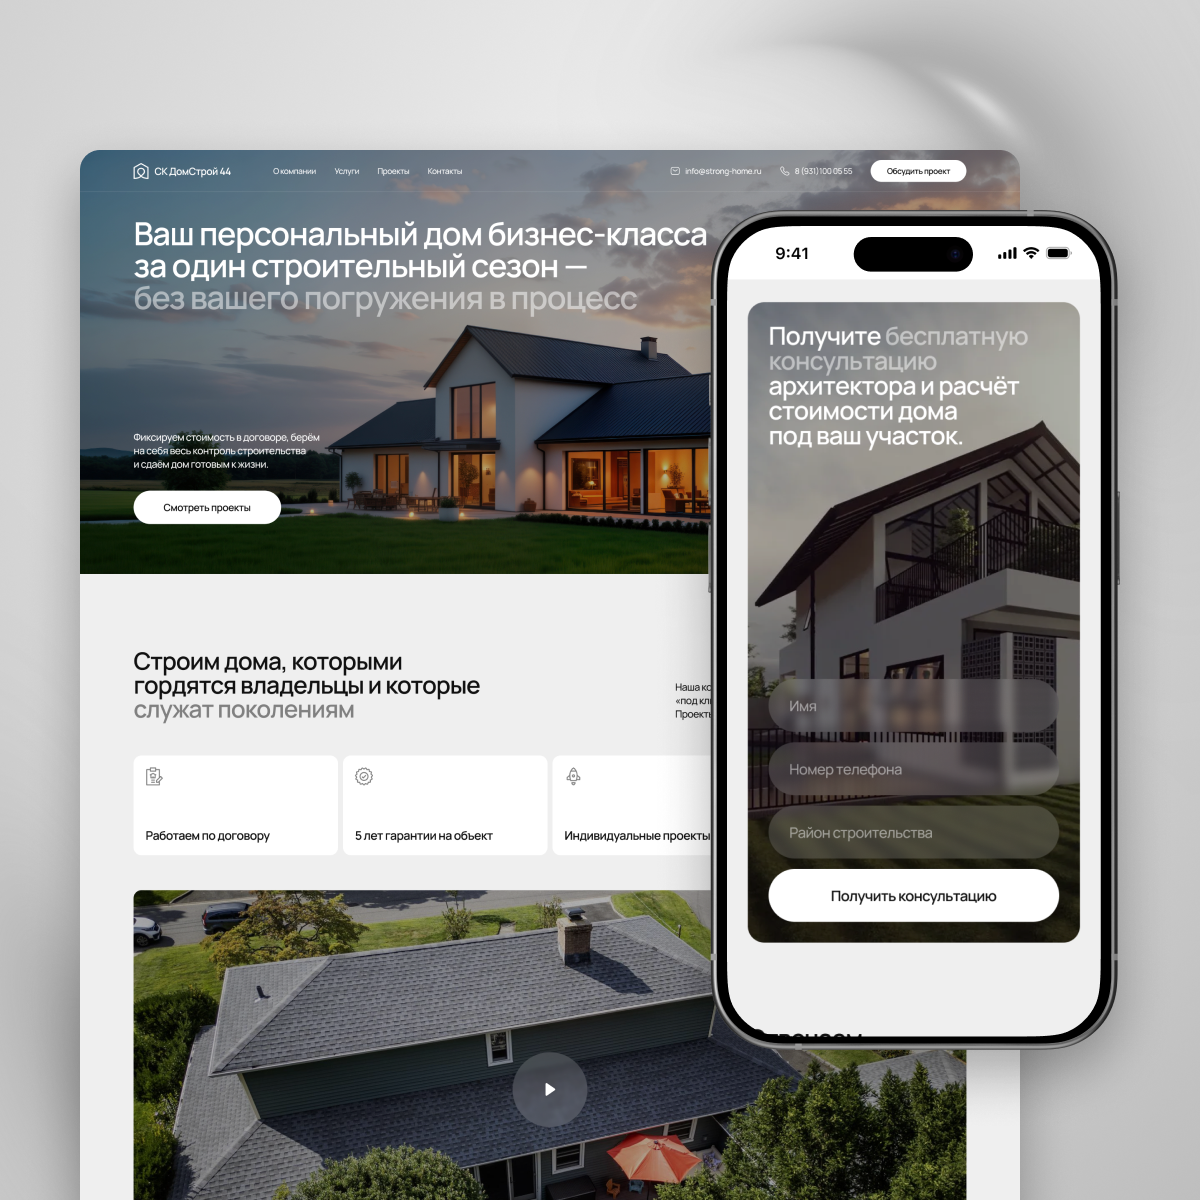 СК ДомСтрой 44
О компании
Услуги
Проекты
Контакты
info@strong-home.ru
8 (931) 100 05 55
Обсудить проект
Ваш персональный дом бизнес-класса
за один строительный сезон —
без вашего погружения в процесс
Фиксируем стоимость в договоре, берём
на себя весь контроль строительства
и сдаём дом готовым к жизни.
Смотреть проекты
Строим дома, которыми
гордятся владельцы и которые
служат поколениям
Наша
«под
Работаем по договору
5 лет гарантии на объект
Индивидуальные проекты
9:41
Получите бесплатную
консультацию
архитектора и расчёт
стоимости дома
под ваш участок.
Имя
Номер телефона
Район строительства
Получить консультацию